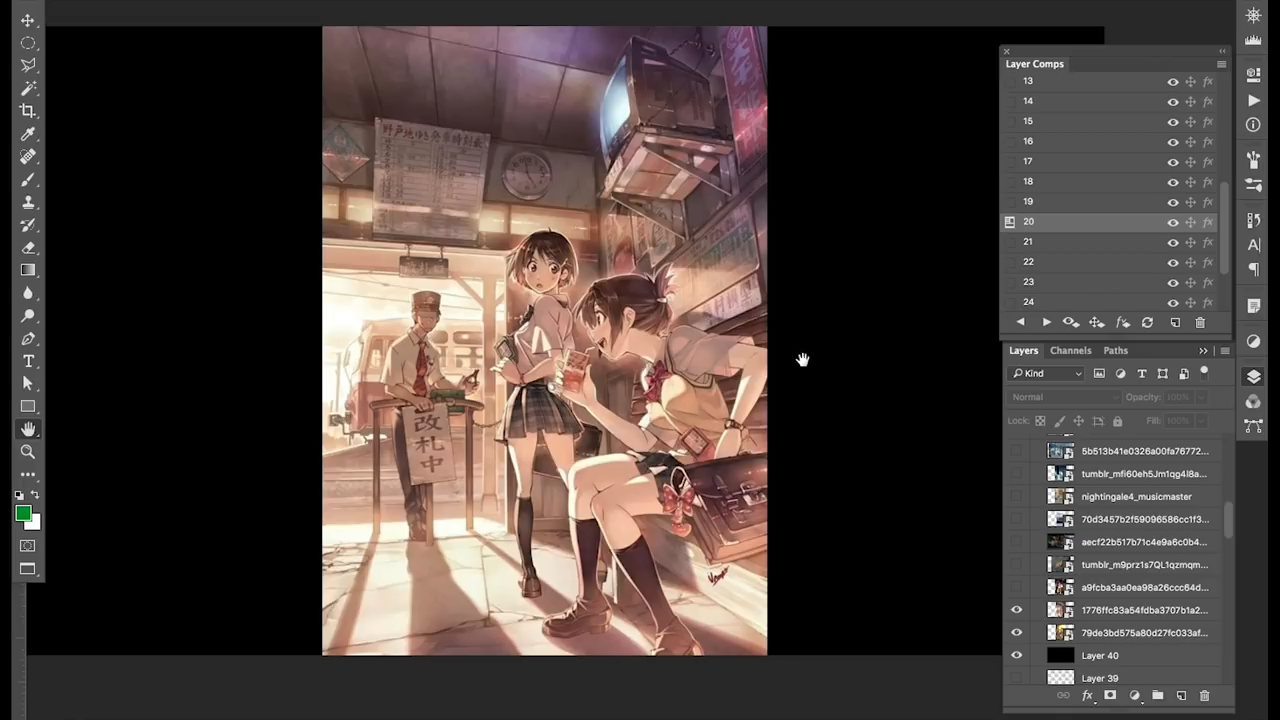 Layer Comps
13
14
15
16
17
18
19
20
21
22
23
24
Layers
Channels
Paths
Kind
Normal
Opacity: 100%
Lock:
Fill: 100%
5b513b41e0326a00fa76772...
tumblr_mfi60eh5Jm1qg4l8a...
nightingale4_musicmaster
70d3457b2f59096586cc1f3...
aecf22b517b71c4e9a6c0b4...
tumblr_m9prz1s7QL1qzmqm...
a9fcba3aa0ea98a26ccc64d...
1776ffc83a54fdba3707b1a2...
79de3bd575a80d27fc033af...
Layer 40
Layer 39
改札中